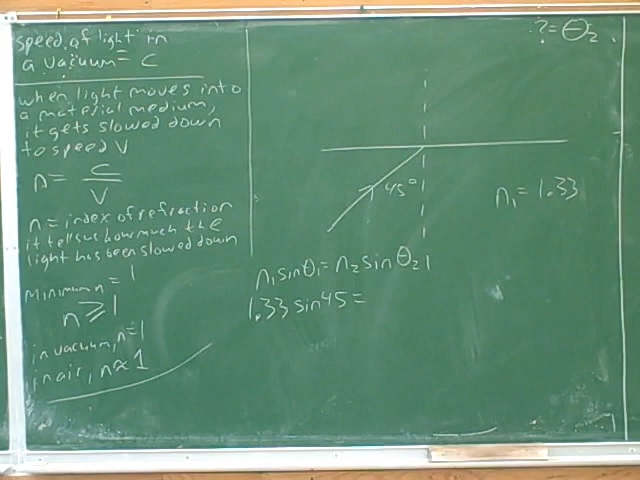 speed of light in
a vacuum = c
when light moves into
a material medium,
it gets slowed down
to speed v
n = c
v
n = index of refraction
it tells us how much the
light has been slowed down
minimum n = 1
n ≥ 1
in vacuum, n = 1
in air, n ≈ 1
? = θ₂
45°
n₁ = 1.33
n₁ sin θ₁ = n₂ sin θ₂
1.33 sin 45 =